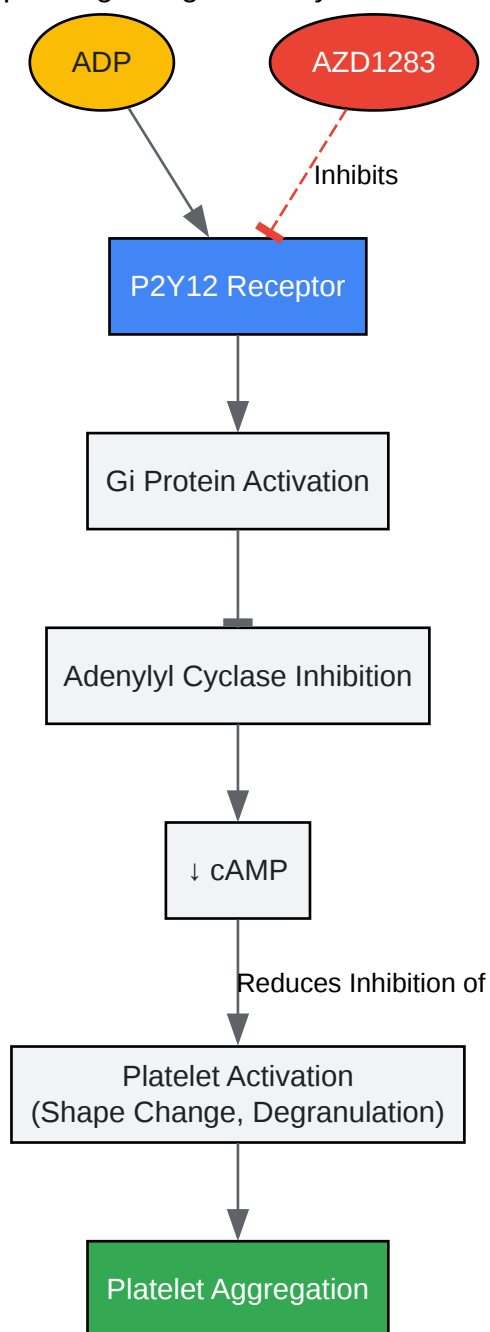 ADP
AZD1283
Inhibits
P2Y12 Receptor
Gi Protein Activation
Adenylyl Cyclase Inhibition
↓ cAMP
Reduces Inhibition of
Platelet Activation
(Shape Change, Degranulation)
Platelet Aggregation